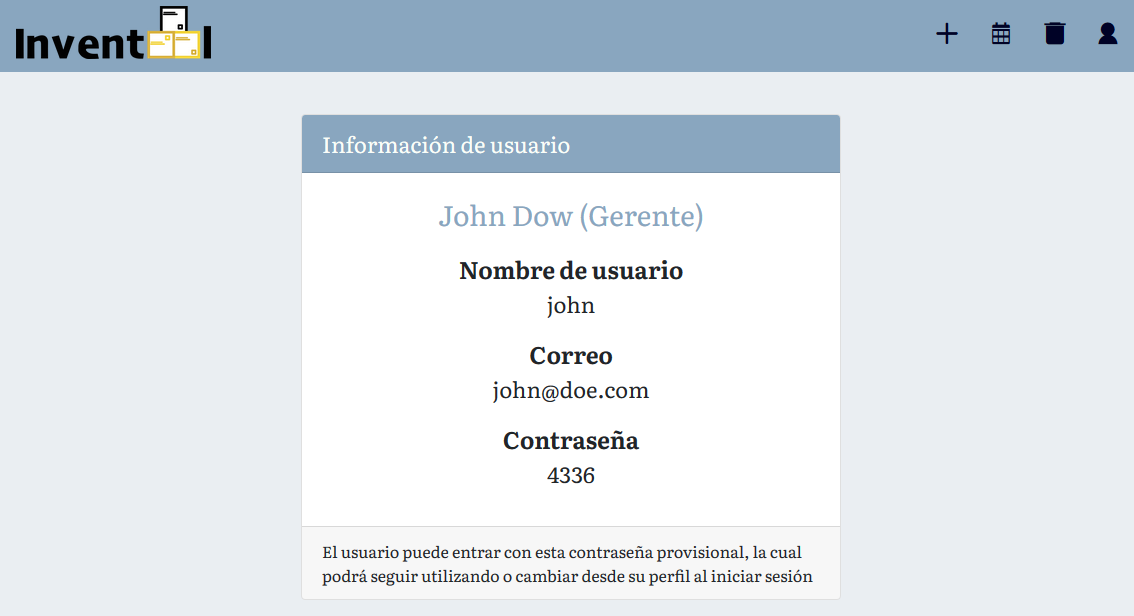 Inventool
Información de usuario
John Dow (Gerente)
Nombre de usuario
john
Correo
john@doe.com
Contraseña
4336
El usuario puede entrar con esta contraseña provisional, la cual
podrá seguir utilizando o cambiar desde su perfil al iniciar sesión